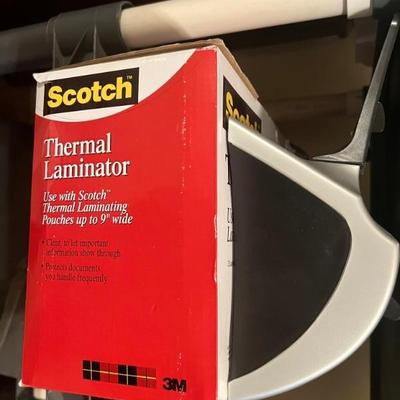 Scotch™
Thermal
Laminator
Use with Scotch™
Thermal Laminating
Pouches up to 9" wide
• Clear, to let important
information show through
• Protects documents
you handle frequently
3M
Scotch